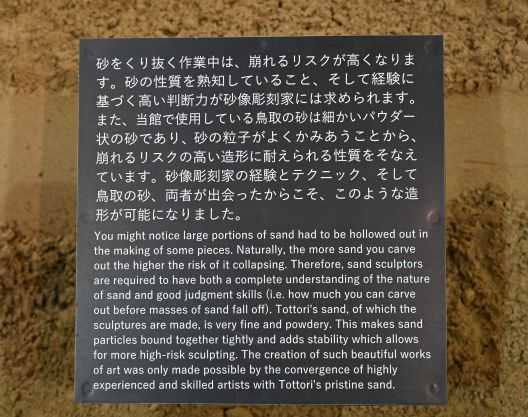 砂をくり抜く作業中は、崩れるリスクが高くなりま
す。砂の性質を熟知していること、そして経験に
基づく高い判断力が砂像彫刻家には求められます。
また、当館で使用している鳥取の砂は細かいパウダー
状の砂であり、砂の粒子がよくかみあうことから、
崩れるリスクの高い造形に耐えられる性質をそなえ
ています。砂像彫刻家の経験とテクニック、そして
鳥取の砂、両者が出会ったからこそ、このような造
形が可能になりました。
You might notice large portions of sand had to be hollowed out in
the making of some pieces. Naturally, the more sand you carve
out the higher the risk of it collapsing. Therefore, sand sculptors
are required to have both a complete understanding of the nature
of sand and good judgment skills (i.e. how much you can carve
out before masses of sand fall off). Tottori's sand, of which the
sculptures are made, is very fine and powdery. This makes sand
particles bound together tightly and adds stability which allows
for more high-risk sculpting. The creation of such beautiful works
of art was only made possible by the convergence of highly
experienced and skilled artists with Tottori's pristine sand.